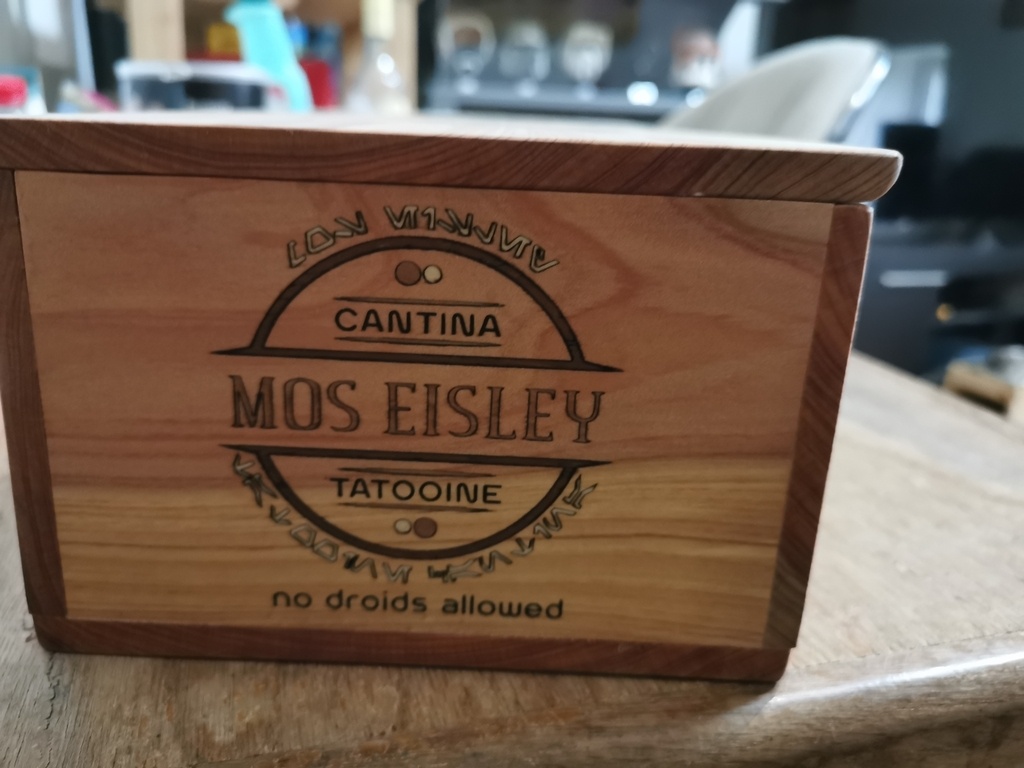 CANTINA
MOS EISLEY
TATOOINE
no droids allowed